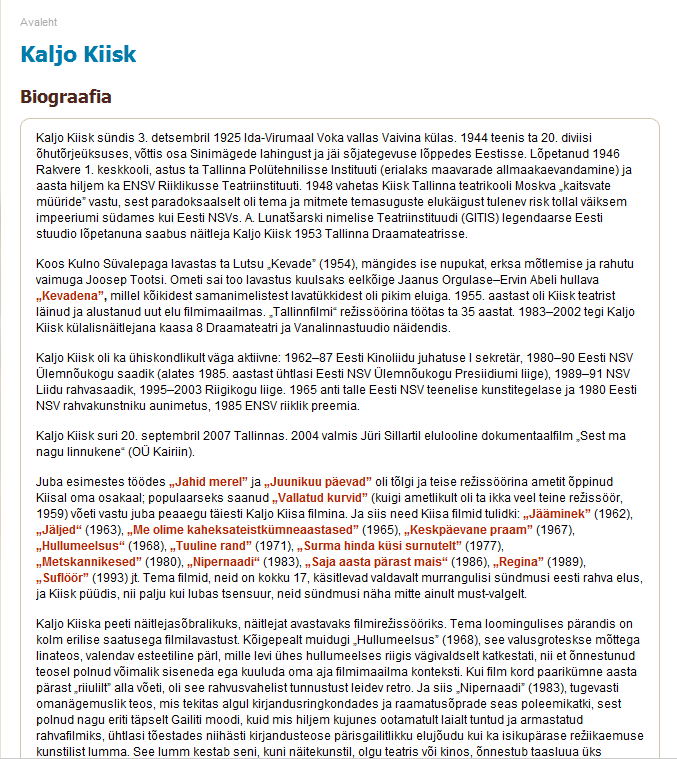 Avaleht
Kaljo Kiisk
Biograafia
Kaljo Kiisk sündis 3. detsembril 1925 Ida-Virumaal Voka vallas Vaivina külas. 1944 teenis ta 20. diviisi
õhutõrjeüksuses, võttis osa Sinimägede lahingust ja jäi sõjategevuse lõppedes Eestisse. Lõpetanud 1946
Rakvere 1. keskkooli, astus ta Tallinna Polütehnilisse Instituuti (erialaks maavarade allmaakaevandamine) ja
aasta hiljem ka ENSV Riiklikusse Teatriinstituuti. 1948 vahetas Kiisk Tallinna teatrikooli Moskva „kaitsvate
müüride” vastu, sest paradoksaalselt oli tema ja mitmete temasuguste elukäigust tulenev risk tollal väiksem
impeeriumi südames kui Eesti NSVs. A. Lunatšarski nimelise Teatriinstituudi (GITIS) legendaarse Eesti
stuudio lõpetanuna saabus näitleja Kaljo Kiisk 1953 Tallinna Draamateatrisse.
Koos Kulno Süvalepaga lavastas ta Lutsu „Kevade” (1954), mängides ise nupukat, erksa mõtlemise ja rahutu
vaimuga Joosep Tootsi. Ometi sai too lavastus kuulsaks eelkõige Jaanus Orgulase–Ervin Abeli hullava
„Kevadena”, millel kõikidest samanimelistest lavatükkidest oli pikim eluiga. 1955. aastast oli Kiisk teatrist
läinud ja alustanud uut elu filmimaailmas. „Tallinnfilmi” režissöörina töötas ta 35 aastat. 1983–2002 tegi Kaljo
Kiisk külalisnäitlejana kaasa 8 Draamateatri ja Vanalinnastuudio näidendis.
Kaljo Kiisk oli ka ühiskondlikult väga aktiivne: 1962–87 Eesti Kinoliidu juhatuse I sekretär, 1980–90 Eesti NSV
Ülemnõukogu saadik (alates 1985. aastast ühtlasi Eesti NSV Ülemnõukogu Presiidiumi liige), 1989–91 NSV
Liidu rahvasaadik, 1995–2003 Riigikogu liige. 1965 anti talle Eesti NSV teenelise kunstitegelase ja 1980 Eesti
NSV rahvakunstniku aunimetus, 1985 ENSV riiklik preemia.
Kaljo Kiisk suri 20. septembril 2007 Tallinnas. 2004 valmis Jüri Sillartil elulooline dokumentaalfilm „Sest ma
nagu linnukene“ (OÜ Kairiin).
Juba esimestes töödes „Jahid merel” ja „Juunikuu päevad” oli tõlgi ja teise režissöörina ametit õppinud
Kiisal oma osakaal; populaarseks saanud „Vallatud kurvid” (kuigi ametlikult oli ta ikka veel teine režissöör,
1959) võeti vastu juba peaaegu täiesti Kaljo Kiisa filmina. Ja siis need Kiisa filmid tulidki: „Jääminek” (1962),
„Jäljed“ (1963), „Me olime kaheksateistkümneaastased” (1965), „Keskpäevane praam” (1967),
„Hullumeelsus“ (1968), „Tuuline rand” (1971), „Surma hinda küsi surnutelt” (1977),
„Metskannikesed” (1980), „Nipernaadi” (1983), „Saja aasta pärast mais“ (1986), „Regina” (1989),
„Suflöör” (1993) jt. Tema filmid, neid on kokku 17, käsitlevad valdavalt murrangulisi sündmusi eesti rahva elus,
ja Kiisk püüdis, nii palju kui lubas tsensuur, neid sündmusi näha mitte ainult must-valgelt.
Kaljo Kiiska peeti näitlejasõbralikuks, näitlejat avastavaks filmirežissööriks. Tema loomingulises pärandis on
kolm erilise saatusega filmilavastust. Kõigepealt muidugi „Hullumeelsus” (1968), see valusgroteskse mõttega
linateos, valendav esteetiline pärl, mille levi ühes hullumeelses riigis vägivaldselt katkestati, nii et õnnestunud
teosel polnud võimalik siseneda ega kuuluda oma aja filmimaailma konteksti. Kui film kord paarikümne aasta
pärast „riiulilt” alla võeti, oli see rahvusvahelist tunnustust leidev retro. Ja siis „Nipernaadi” (1983), tugevasti
omanägemuslik teos, mis tekitas algul kirjandusringkondades ja raamatusõprade seas poleemikatki, sest
polnud nagu eriti täpselt Gailiti moodi, kuid mis hiljem kujunes ootamatult laialt tuntud ja armastatud
rahvafilmiks, ühtlasi tõestades niihästi kirjandusteose pärisgailitlikku elujõudu kui ka isikupärase režiikaemuse
kunstilist lumma. See lumm kestab seni, kuni näitekunstil, olgu teatris või kinos, õnnestub taasluua üks